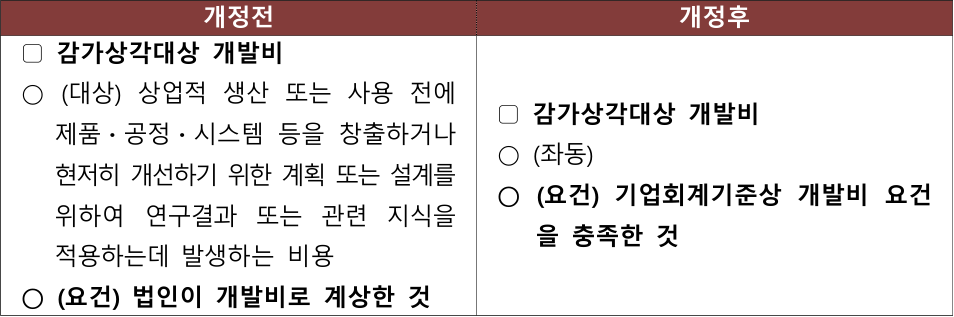 개정전
개정후
□ 감가상각대상 개발비
○ (대상) 상업적 생산 또는 사용 전에
제품·공정·시스템 등을 창출하거나
현저히 개선하기 위한 계획 또는 설계를
위하여 연구결과 또는 관련 지식을
적용하는데 발생하는 비용
○ (요건) 법인이 개발비로 계상한 것
□ 감가상각대상 개발비
○ (좌동)
○ (요건) 기업회계기준상 개발비 요건
을 충족한 것